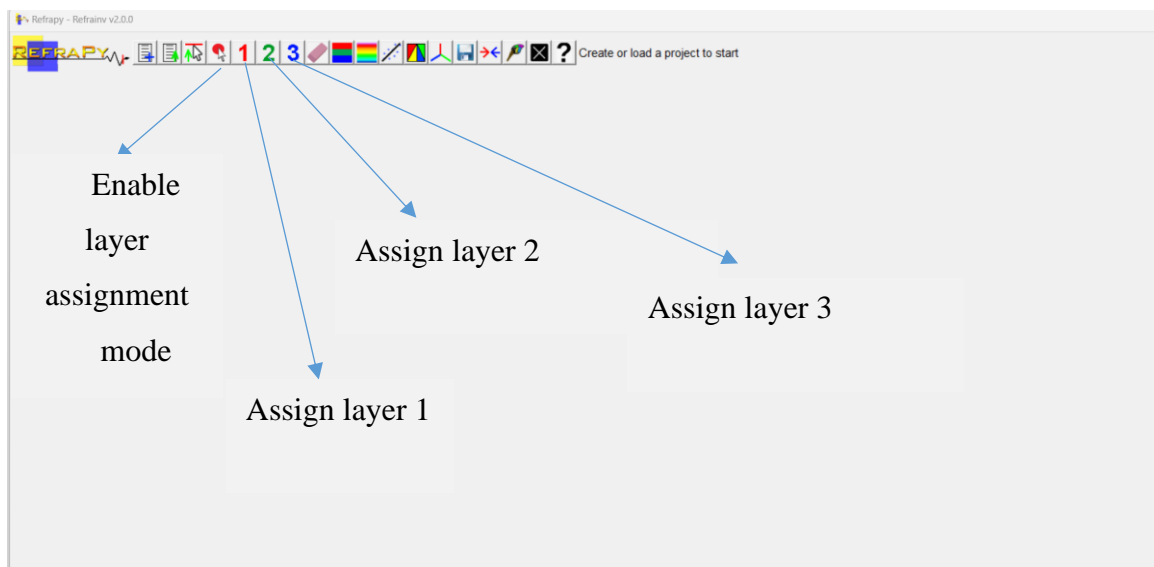 Refrapy - Refrainv v2.0.0
REFRAPY 1 2 3 ? Create or load a project to start
Enable
layer
assignment
mode
Assign layer 2
Assign layer 3
Assign layer 1